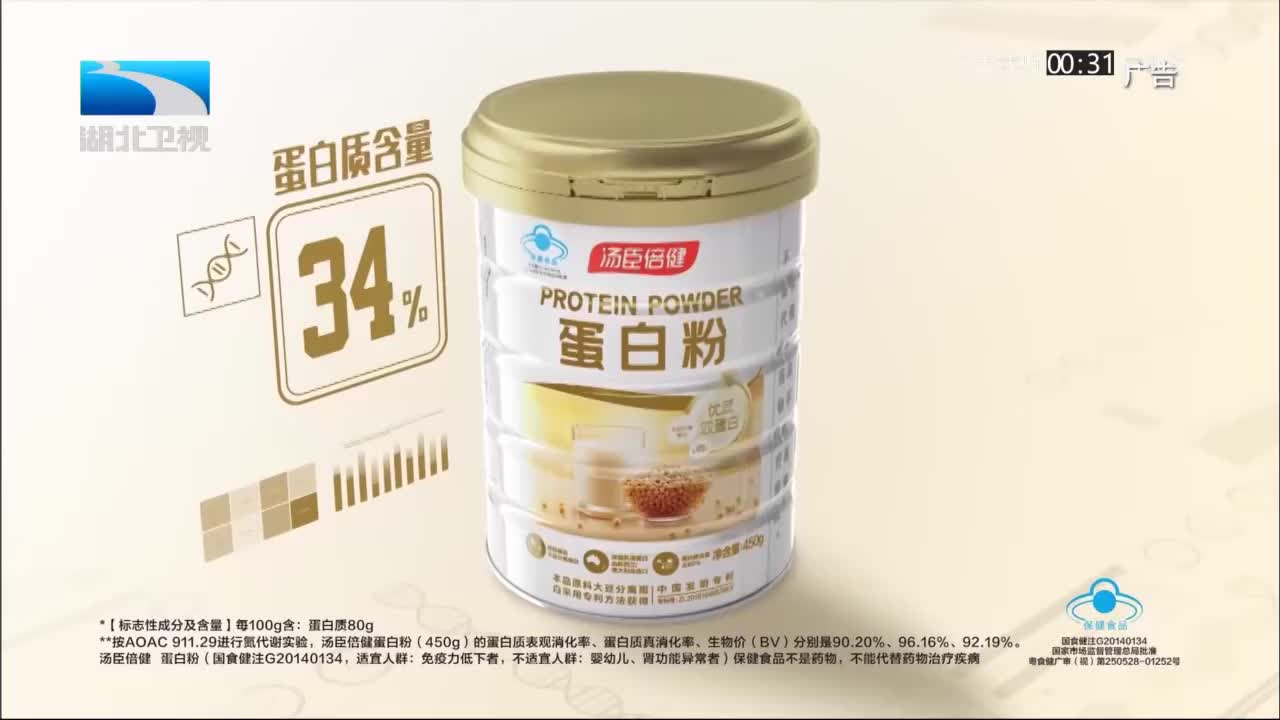 湖北卫视
00:31
广告
蛋白质含量
34%
保健食品
汤臣倍健
PROTEIN POWDER
蛋白粉
优质
双蛋白
净含量:450g
本品原料大豆分离蛋
白采用专利方法获得
中国发明专利
*【标志性成分及含量】每100g含：蛋白质80g
**按AOAC 911.29进行氮代谢实验，汤臣倍健蛋白粉（450g）的蛋白质表观消化率、蛋白质真消化率、生物价（BV）分别是90.20%、96.16%、92.19%。
汤臣倍健 蛋白粉（国食健注G20140134，适宜人群：免疫力低下者，不适宜人群：婴幼儿、肾功能异常者）保健食品不是药物，不能代替药物治疗疾病
保健食品
国食健注G20140134
国家市场监督管理总局批准
粤食健广审（视）第250528-01252号